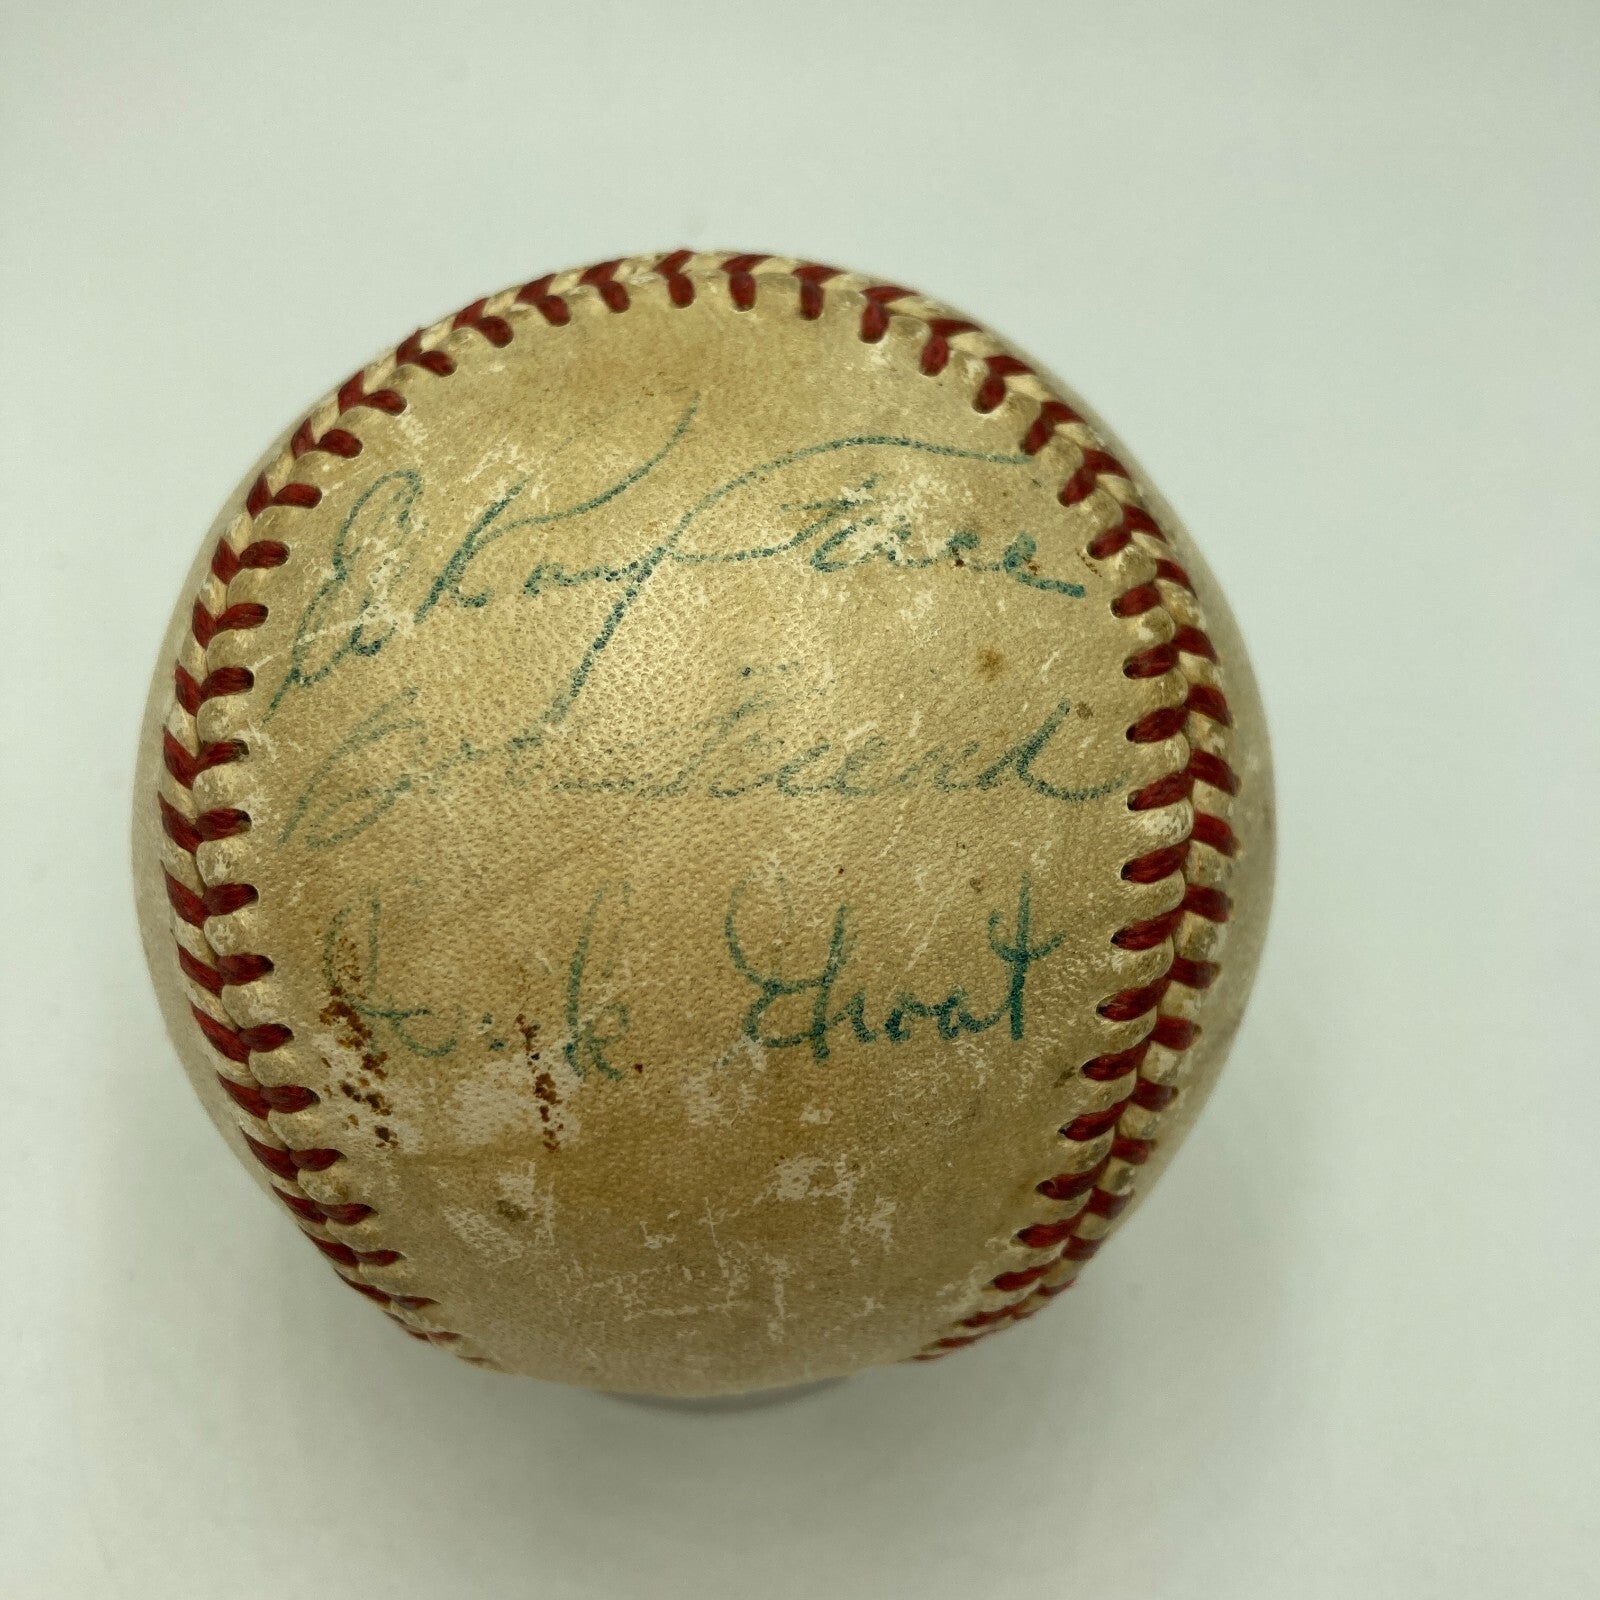 ElRoy Face
Bob Friend
Dick Groat